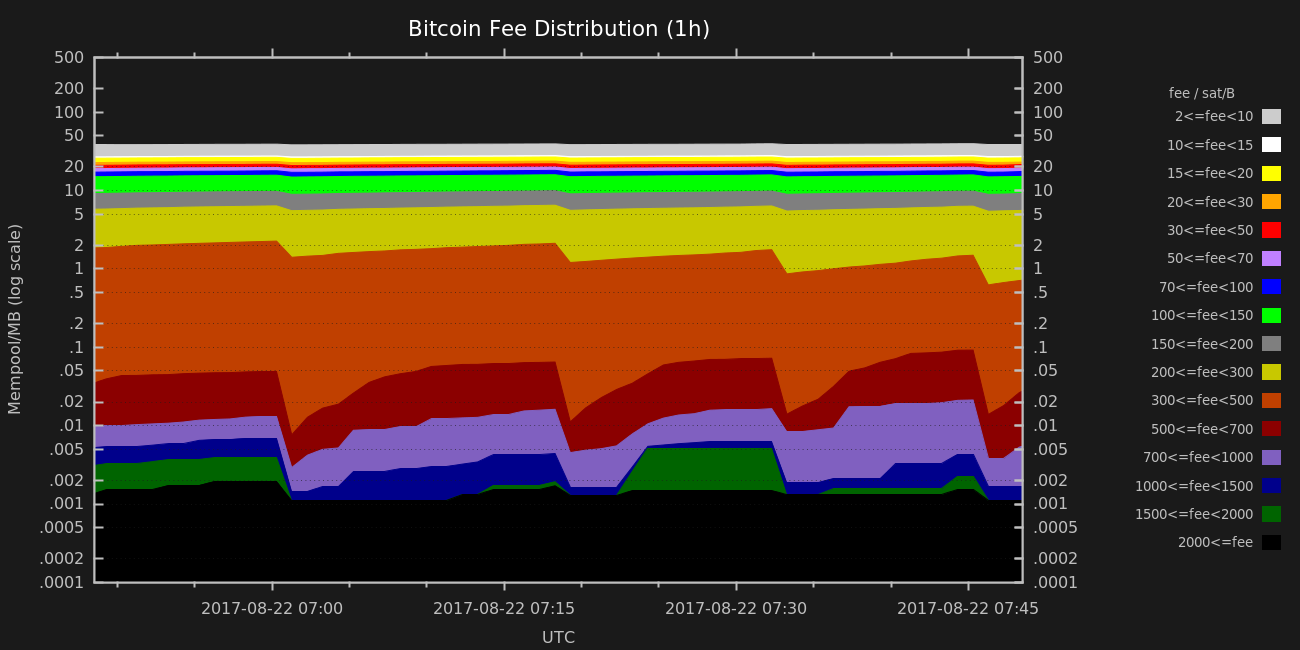 Bitcoin Fee Distribution (1h)
Mempool/MB (log scale)
500
200
100
50
20
10
5
2
1
.5
.2
.1
.05
.02
.01
.005
.002
.001
.0005
.0002
.0001
500
200
100
50
20
10
5
2
1
.5
.2
.1
.05
.02
.01
.005
.002
.001
.0005
.0002
.0001
2017-08-22 07:00
2017-08-22 07:15
2017-08-22 07:30
2017-08-22 07:45
UTC
fee / sat/B
2<=fee<10
10<=fee<15
15<=fee<20
20<=fee<30
30<=fee<50
50<=fee<70
70<=fee<100
100<=fee<150
150<=fee<200
200<=fee<300
300<=fee<500
500<=fee<700
700<=fee<1000
1000<=fee<1500
1500<=fee<2000
2000<=fee